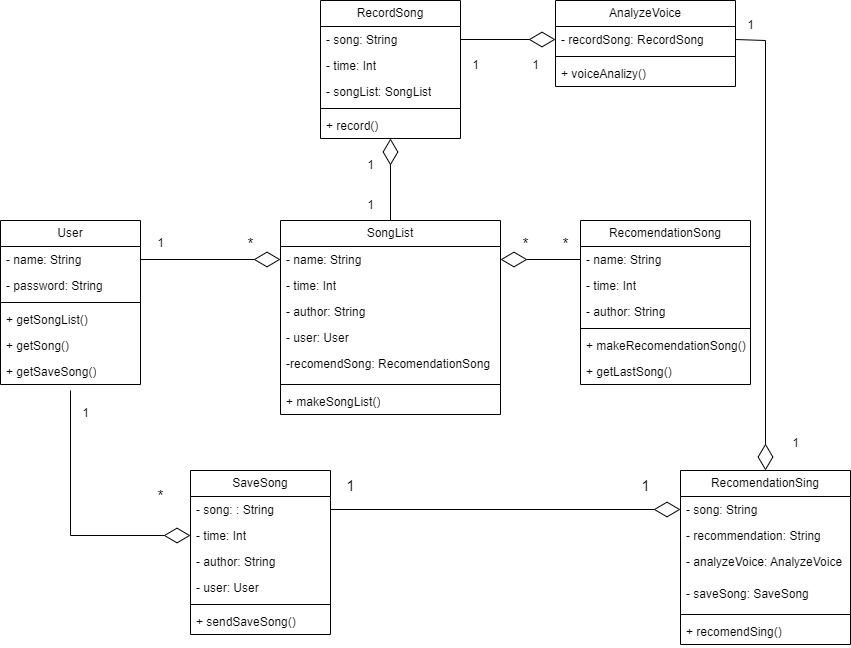 RecordSong
- song: String
- time: Int
- songList: SongList
+ record()
AnalyzeVoice
- recordSong: RecordSong
+ voiceAnalizy()
1
1
1
1
1
User
- name: String
- password: String
+ getSongList()
+ getSong()
+ getSaveSong()
1
*
SongList
- name: String
- time: Int
- author: String
- user: User
-recomendSong: RecomendationSong
+ makeSongList()
*
*
RecomendationSong
- name: String
- time: Int
- author: String
+ makeRecomendationSong()
+ getLastSong()
1
*
1
SaveSong
- song: : String
- time: Int
- author: String
- user: User
+ sendSaveSong()
1
1
RecomendationSing
- song: String
- recommendation: String
- analyzeVoice: AnalyzeVoice
- saveSong: SaveSong
+ recomendSing()